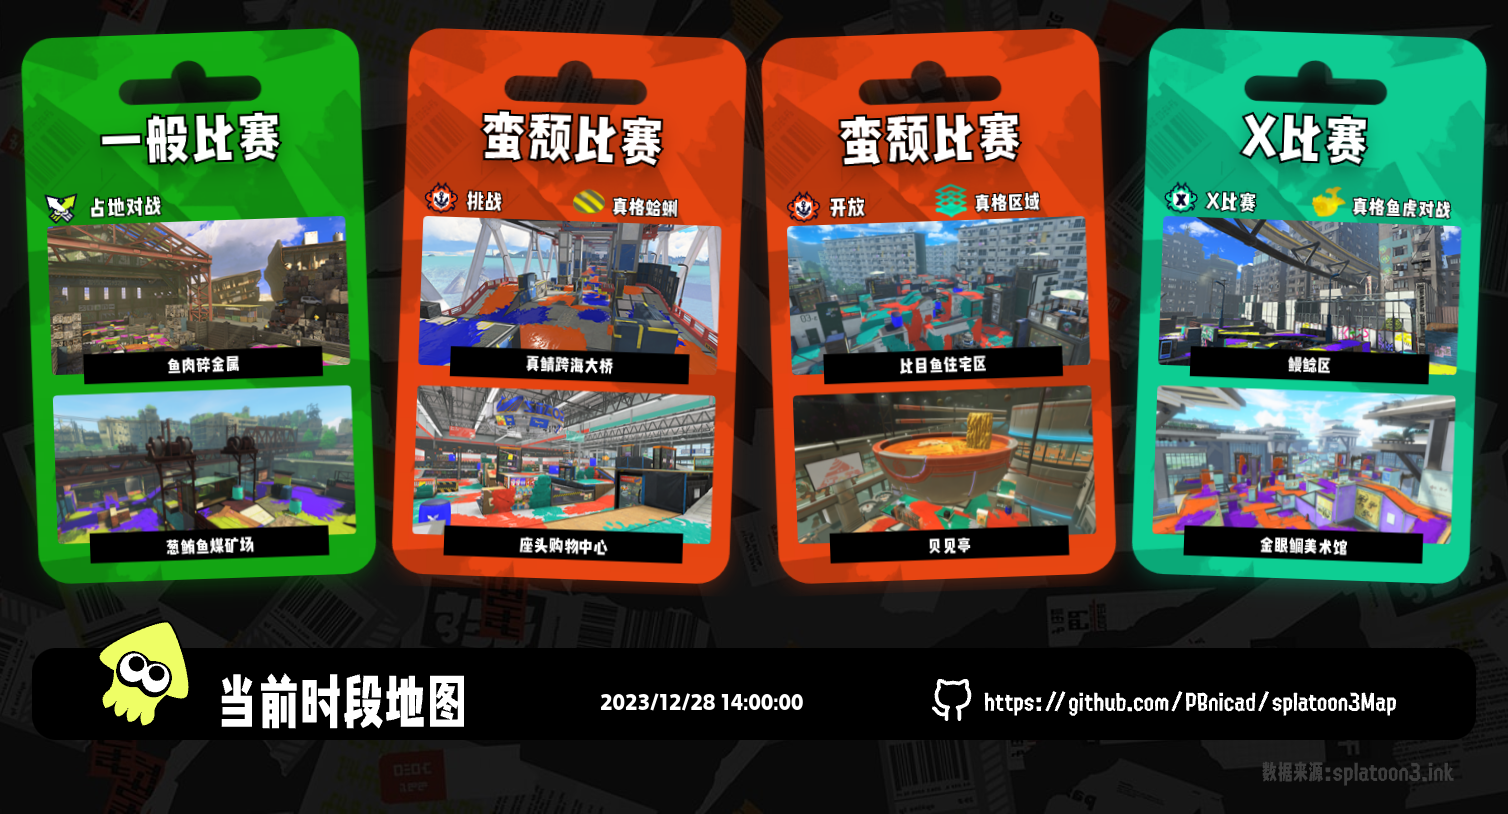 一般比赛
占地对战
鱼肉碎金属
葱鲔鱼煤矿场
蛮颓比赛
挑战
真格蛤蜊
真鲭跨海大桥
座头购物中心
蛮颓比赛
开放
真格区域
比目鱼住宅区
贝贝亭
X比赛
X比赛
真格鱼虎对战
鳗鲶区
金眼鲷美术馆
当前时段地图
2023/12/28 14:00:00
https://github.com/PBnicad/splatoon3Map
数据来源:splatoon3.ink